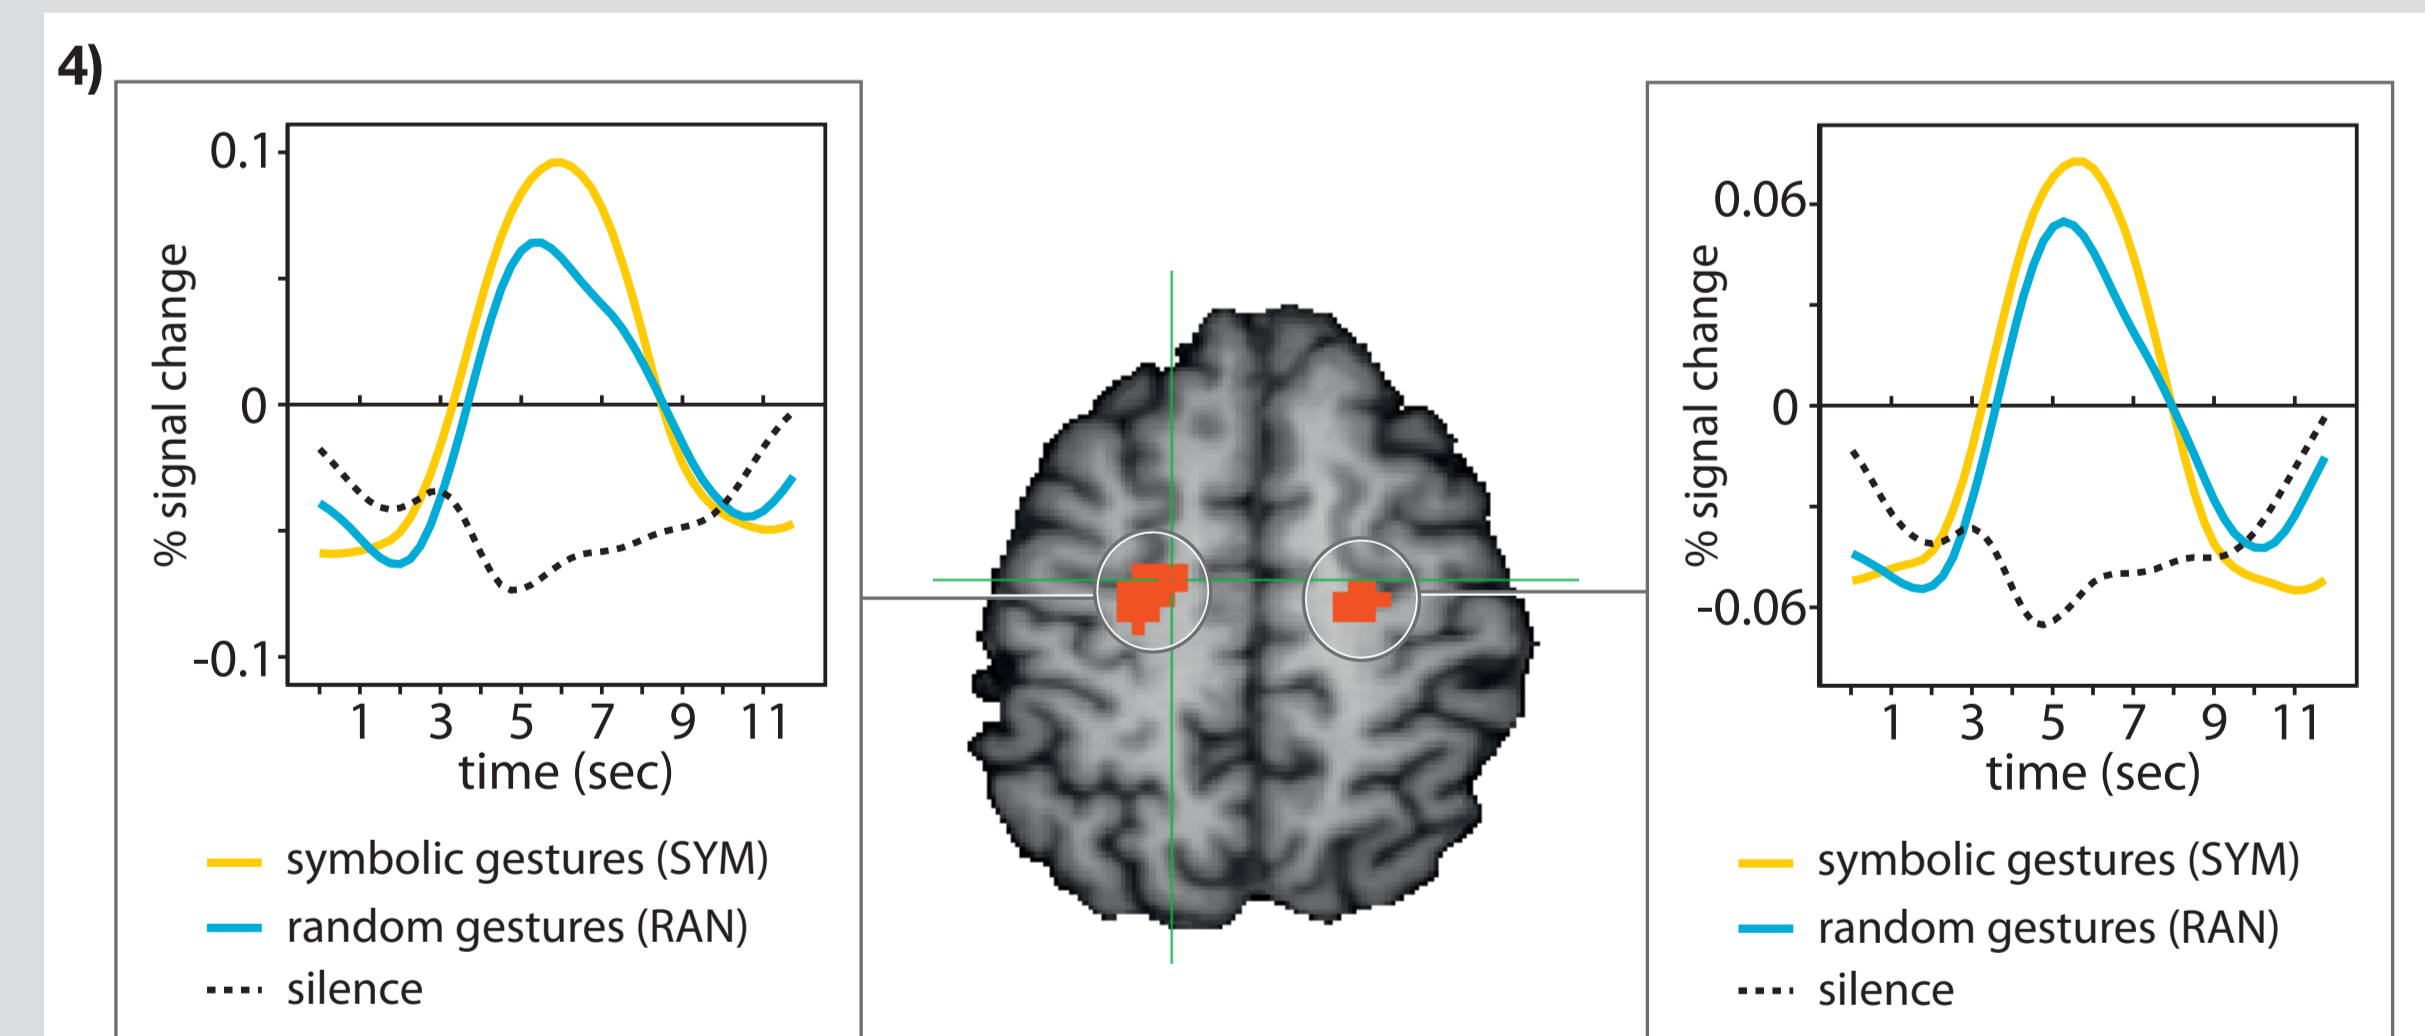 4)
0.1
0
-0.1
% signal change
1 3 5 7 9 11
time (sec)
symbolic gestures (SYM)
random gestures (RAN)
silence
0.06
0
-0.06
% signal change
1 3 5 7 9 11
time (sec)
symbolic gestures (SYM)
random gestures (RAN)
silence